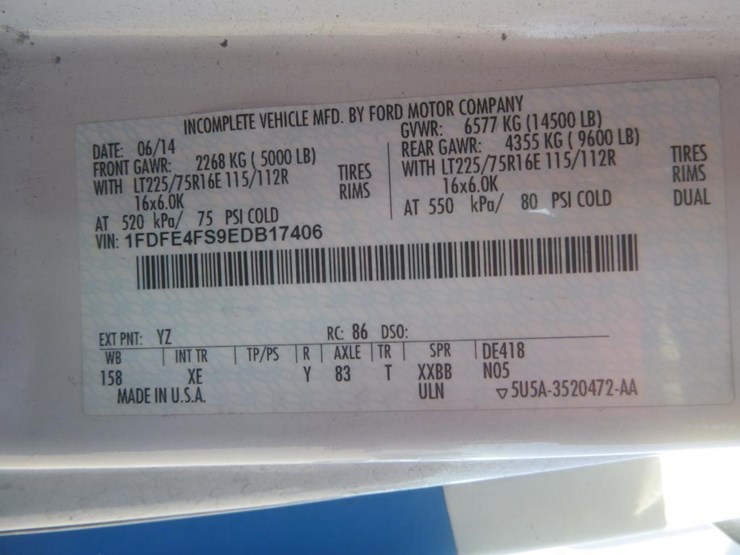 INCOMPLETE VEHICLE MFD. BY FORD MOTOR COMPANY
DATE: 06/14 GVWR: 6577 KG (14500 LB)
FRONT GAWR: 2268 KG ( 5000 LB) REAR GAWR: 4355 KG ( 9600 LB)
WITH LT225/75R16E 115/112R TIRES WITH LT225/75R16E 115/112R TIRES
16x6.0K RIMS 16x6.0K RIMS
AT 520 kPa/ 75 PSI COLD AT 550 kPa/ 80 PSI COLD DUAL
VIN: 1FDFE4FS9EDB17406
EXT PNT: YZ RC: 86 DSO:
WB | INT TR | TP/PS | R | AXLE | TR | SPR | DE418
158 XE Y 83 T XXBB N05
MADE IN U.S.A. ULN ▽5U5A-3520472-AA